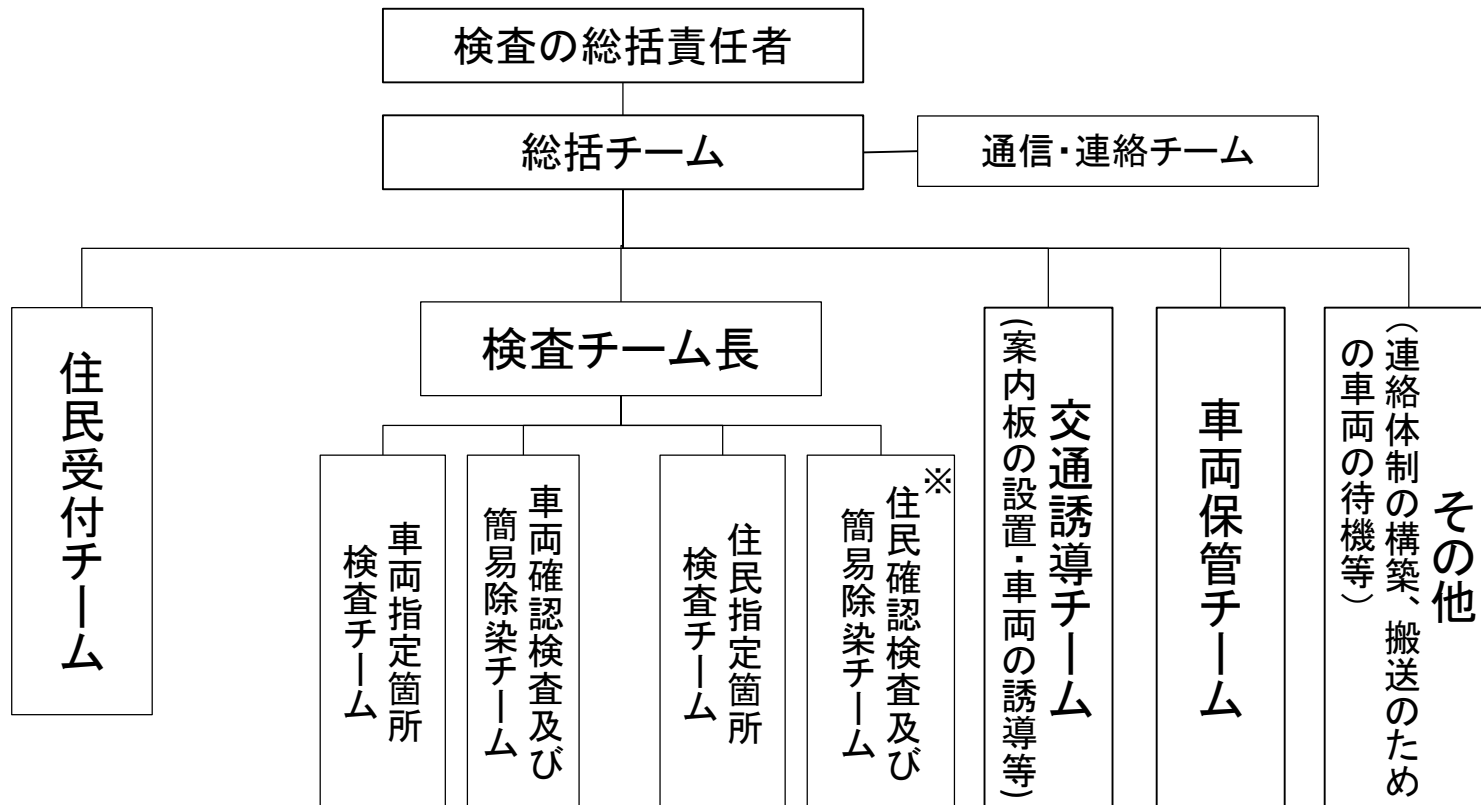 検査の総括責任者
総括チーム
通信・連絡チーム
住民受付チーム
検査チーム長
車両指定箇所
検査チーム
車両確認検査及び
簡易除染チーム
住民指定箇所
検査チーム
※
住民確認検査及び
簡易除染チーム
交通誘導チーム
(案内板の設置・車両の誘導等)
車両保管チーム
その他
(連絡体制の構築、搬送のため
の車両の待機等)